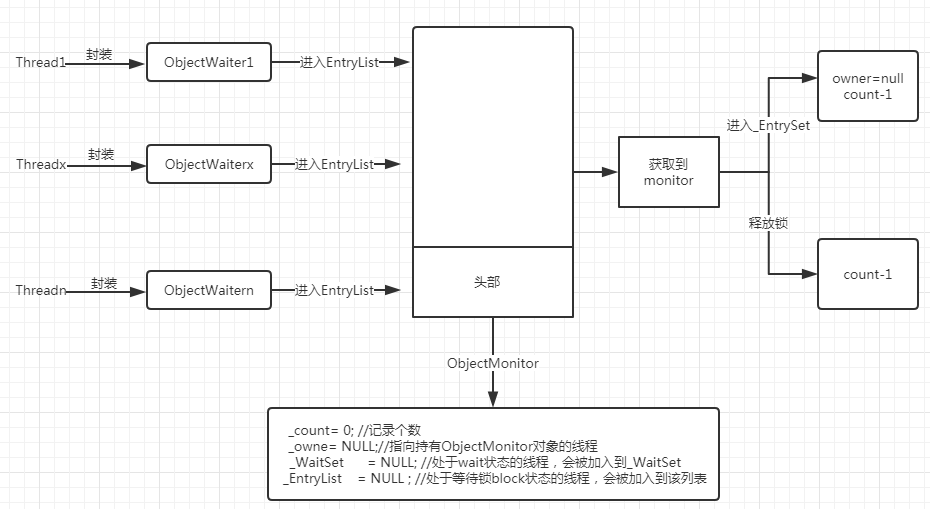 Thread1
封装
ObjectWaiter1
进入EntryList
Threadx
封装
ObjectWaiterx
进入EntryList
Threadn
封装
ObjectWaitern
进入EntryList
头部
获取到
monitor
进入_EntrySet
owner=null
count-1
释放锁
count-1
ObjectMonitor
_count= 0; //记录个数
_owne= NULL;//指向持有ObjectMonitor对象的线程
_WaitSet = NULL; //处于wait状态的线程，会被加入到_WaitSet
_EntryList = NULL ; //处于等待锁block状态的线程，会被加入到该列表